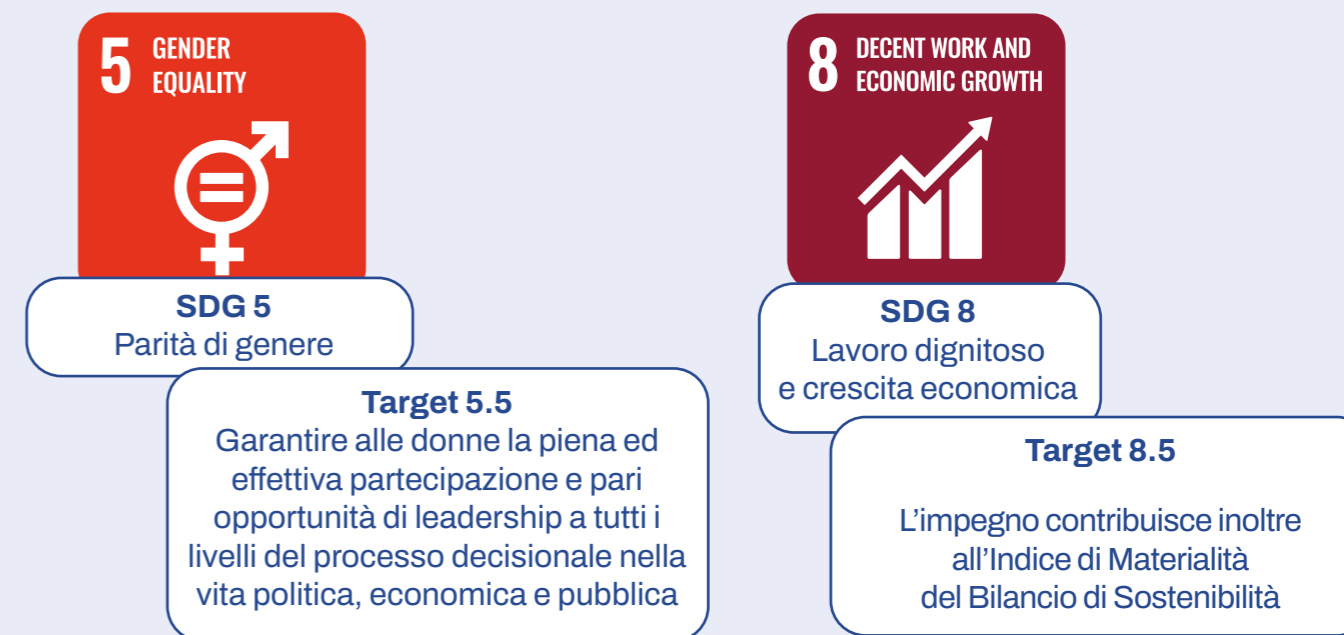 5 GENDER
EQUALITY
SDG 5
Parità di genere
Target 5.5
Garantire alle donne la piena ed
effettiva partecipazione e pari
opportunità di leadership a tutti i
livelli del processo decisionale nella
vita politica, economica e pubblica
8 DECENT WORK AND
ECONOMIC GROWTH
SDG 8
Lavoro dignitoso
e crescita economica
Target 8.5
L’impegno contribuisce inoltre
all’Indice di Materialità
del Bilancio di Sostenibilità